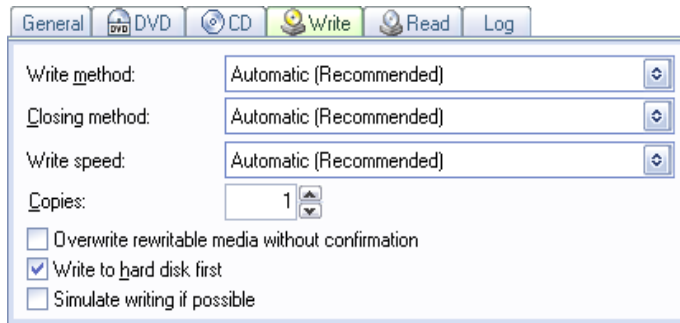 General DVD DVD CD Write Read Log
Write method: Automatic (Recommended)
Closing method: Automatic (Recommended)
Write speed: Automatic (Recommended)
Copies: 1
Overwrite rewritable media without confirmation
Write to hard disk first
Simulate writing if possible